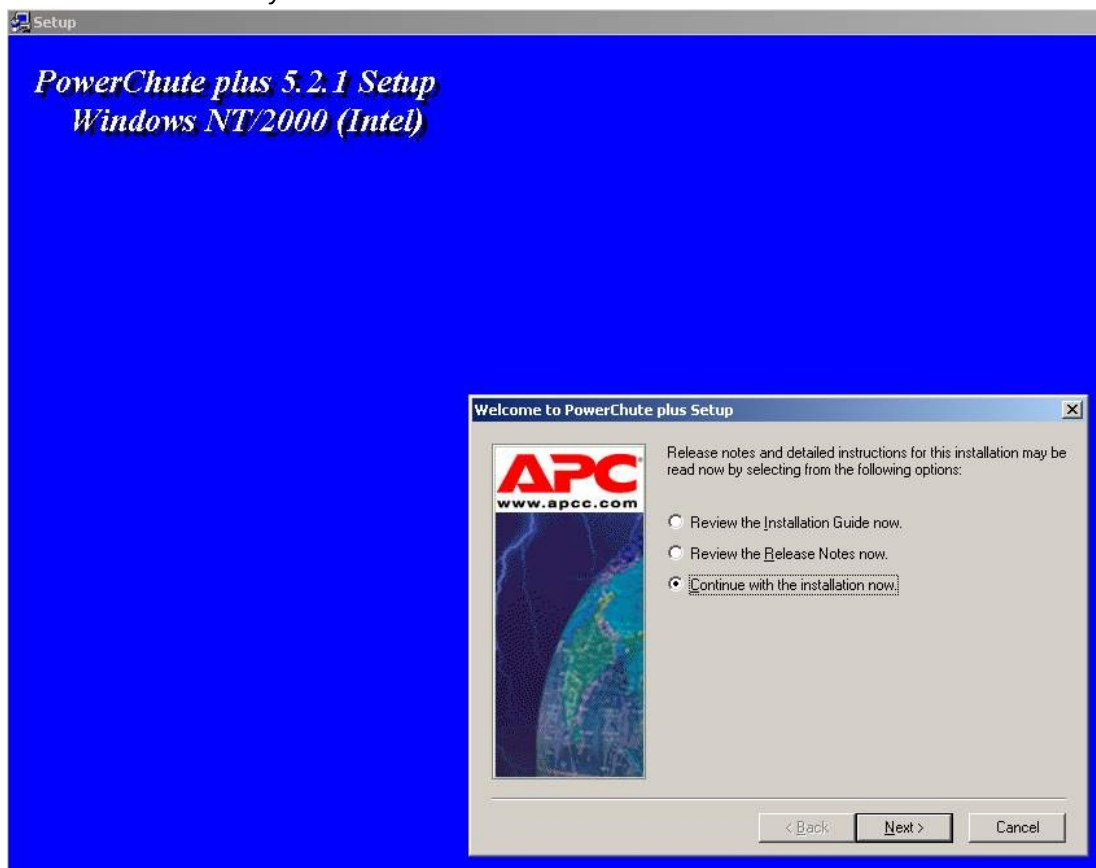 Setup
PowerChute plus 5.2.1 Setup
Windows NT/2000 (Intel)
Welcome to PowerChute plus Setup
APC
www.apcc.com
Release notes and detailed instructions for this installation may be
read now by selecting from the following options:
Review the Installation Guide now.
Review the Release Notes now.
Continue with the installation now.
< Back
Next >
Cancel